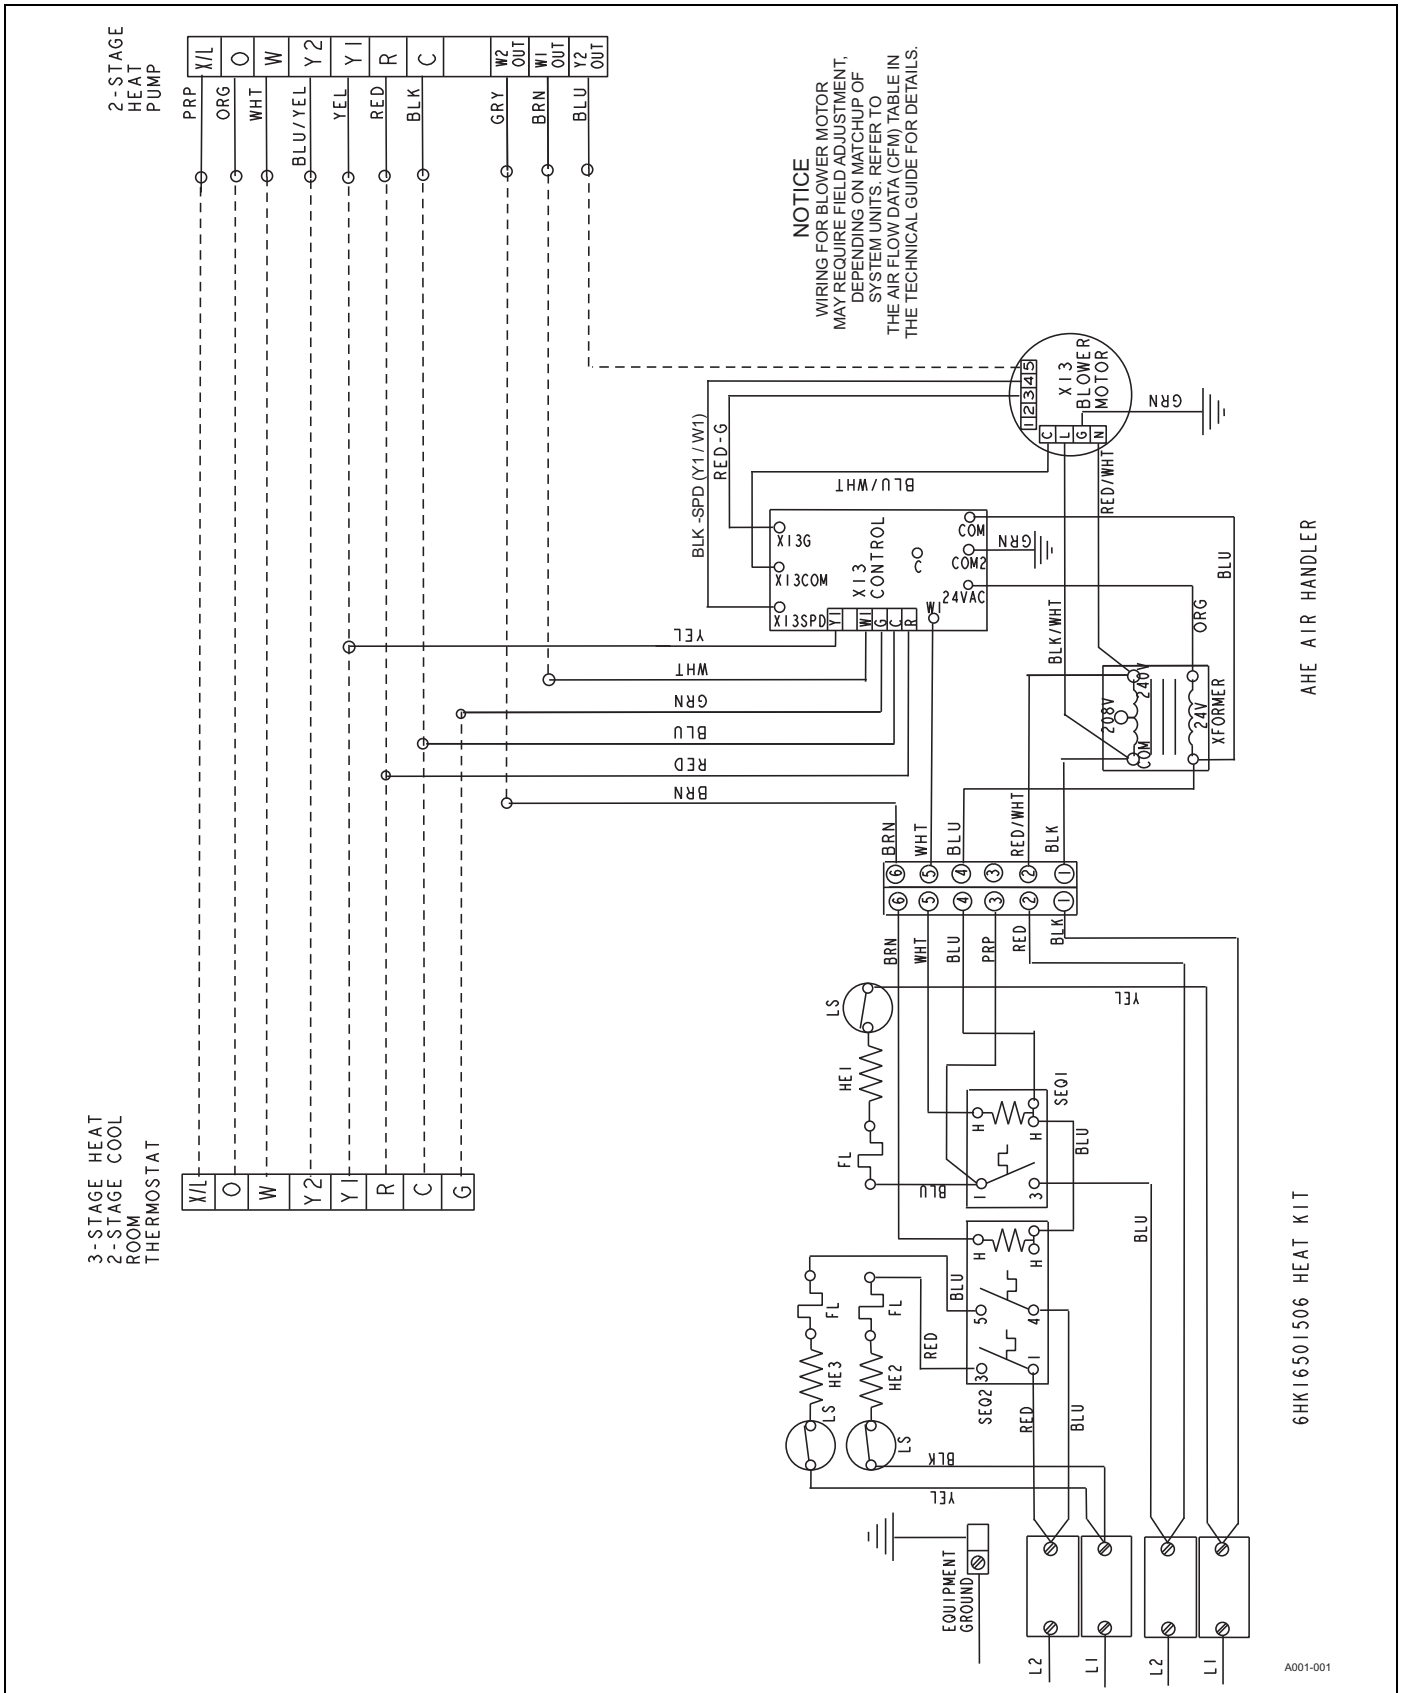 2-STAGE
HEAT
PUMP
X/L
O
W
Y2
Y1
R
C
W2
OUT
W1
OUT
Y2
OUT
PRP
ORG
WHT
BLU/YEL
YEL
RED
BLK
GRY
BRN
BLU
NOTICE
WIRING FOR BLOWER MOTOR
MAY REQUIRE FIELD ADJUSTMENT,
DEPENDING ON MATCHUP OF
SYSTEM UNITS. REFER TO
THE AIR FLOW DATA (CFM) TABLE IN
THE TECHNICAL GUIDE FOR DETAILS.
1 2 3 4 5
X13
BLOWER
MOTOR
C
L
G
N
GRN
BLK -SPD (Y1 / W1)
RED-G
BLU/WHT
RED/WHT
X13G
X13COM
X13SPD
X13
CONTROL
C
COM
COM2
24VAC
W1
Y1
W1
G
C
R
GRN
BLU
ORG
BLK/WHT
240V
208V
COM
24V
XFORMER
AHE AIR HANDLER
YEL
WHT
GRN
BLU
RED
BRN
BRN
WHT
BLU
RED/WHT
BLK
6
5
4
3
2
1
6
5
4
3
2
1
BRN
WHT
BLU
PRP
RED
BLK
YEL
LS
HE1
FL
BLU
SEQ1
H
H
1
3
BLU
BLU
3-STAGE HEAT
2-STAGE COOL
ROOM
THERMOSTAT
X/L
O
W
Y2
Y1
R
C
G
H
H
5
4
3
1
SEQ2
BLU
RED
FL
FL
HE3
HE2
LS
LS
RED
BLU
BLK
YEL
EQUIPMENT
GROUND
L2
L1
L2
L1
6HK16501506 HEAT KIT
A001-001